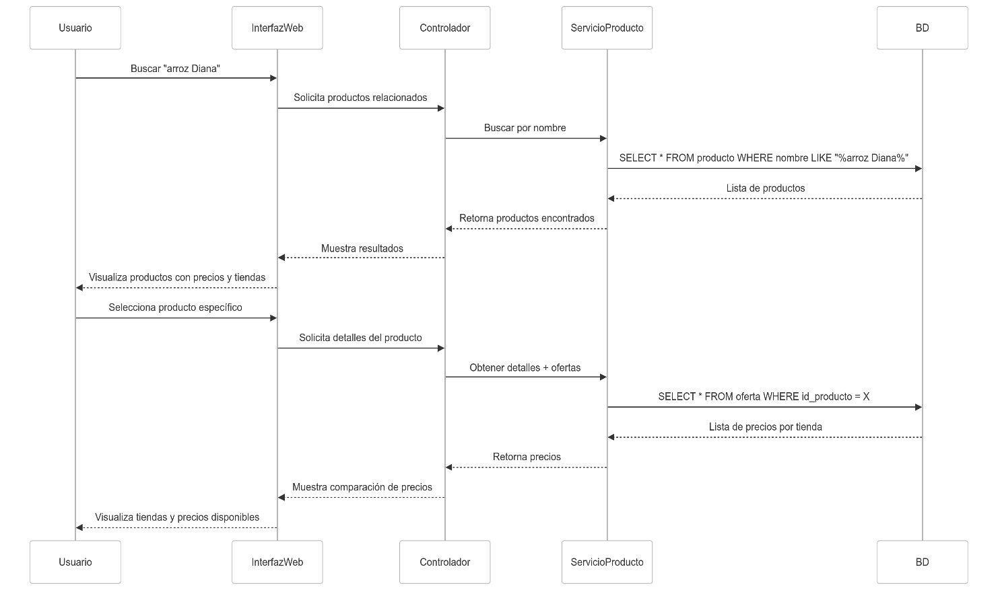 Usuario
InterfazWeb
Controlador
ServicioProducto
BD
Buscar "arroz Diana"
Solicita productos relacionados
Buscar por nombre
SELECT * FROM producto WHERE nombre LIKE "%arroz Diana%"
Lista de productos
Retorna productos encontrados
Muestra resultados
Visualiza productos con precios y tiendas
Selecciona producto específico
Solicita detalles del producto
Obtener detalles + ofertas
SELECT * FROM oferta WHERE id_producto = X
Lista de precios por tienda
Retorna precios
Muestra comparación de precios
Visualiza tiendas y precios disponibles
Usuario
InterfazWeb
Controlador
ServicioProducto
BD